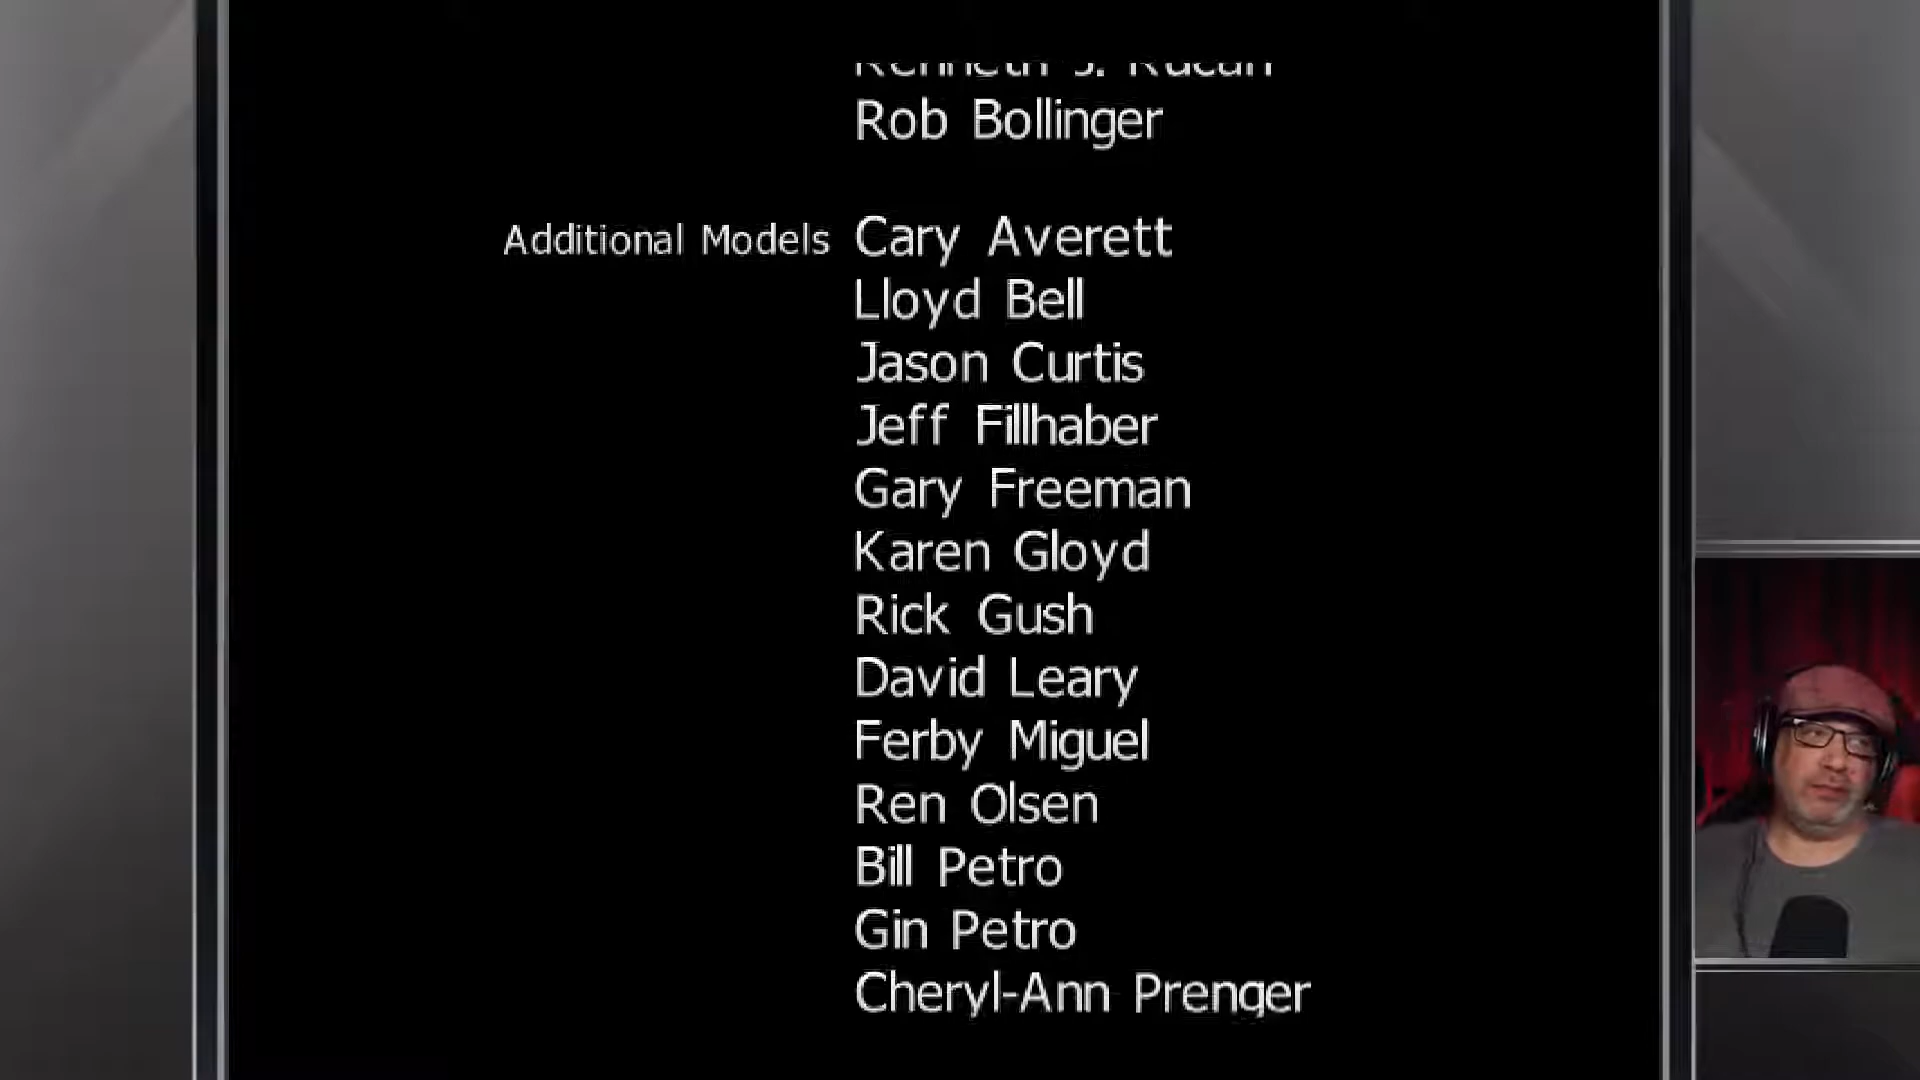 Rob Bollinger
Additional Models Cary Averett
Lloyd Bell
Jason Curtis
Jeff Fillhaber
Gary Freeman
Karen Gloyd
Rick Gush
David Leary
Ferby Miguel
Ren Olsen
Bill Petro
Gin Petro
Cheryl-Ann Prenger